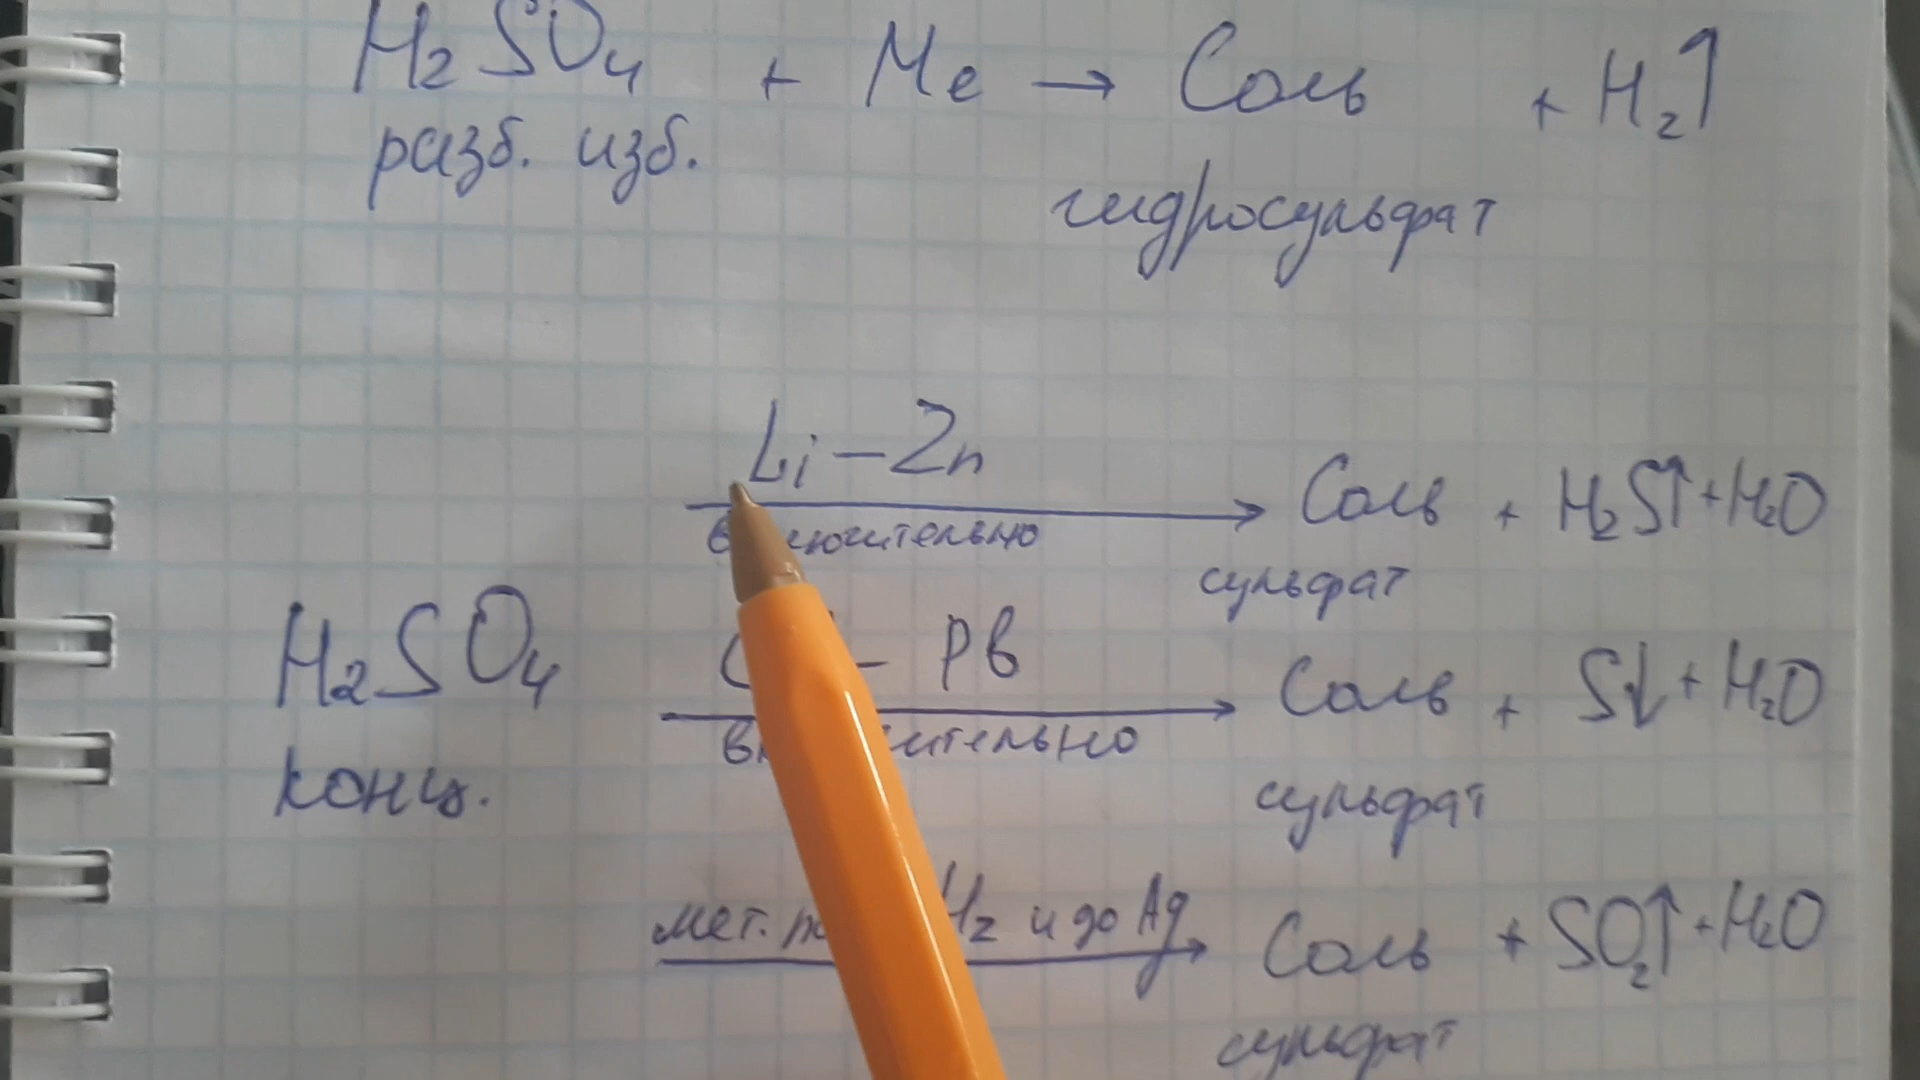 H2SO4 + Me → Соль + H2↑
разб. изб.
гидросульфат
Li – Zn
→ Соль + H2S↑ + H2O
сульфат
H2SO4
– Pb
→ Соль + S↓ + H2O
конц.
сульфат
мет. H2 и до Ag
→ Соль + SO2↑ + H2O
сульфат